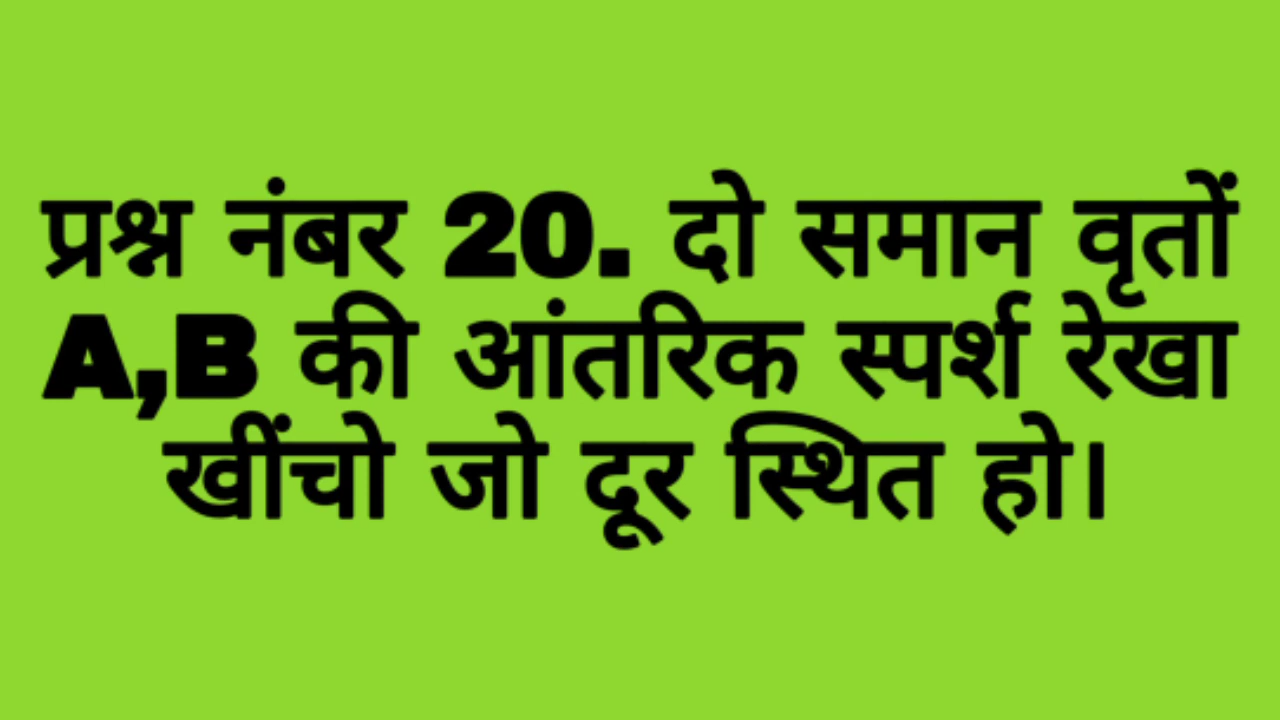 प्रश्न नंबर 20. दो समान वृतों
A,B की आंतरिक स्पर्श रेखा
खींचो जो दूर स्थित हो।